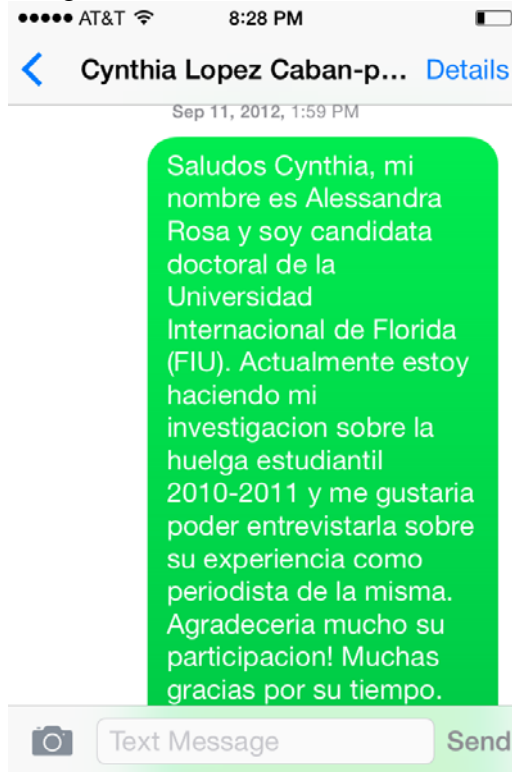 AT&T 8:28 PM
Cynthia Lopez Caban-p... Details
Sep 11, 2012, 1:59 PM
Saludos Cynthia, mi
nombre es Alessandra
Rosa y soy candidata
doctoral de la
Universidad
Internacional de Florida
(FIU). Actualmente estoy
haciendo mi
investigacion sobre la
huelga estudiantil
2010-2011 y me gustaria
poder entrevistarla sobre
su experiencia como
periodista de la misma.
Agradeceria mucho su
participacion! Muchas
gracias por su tiempo.
Text Message Send